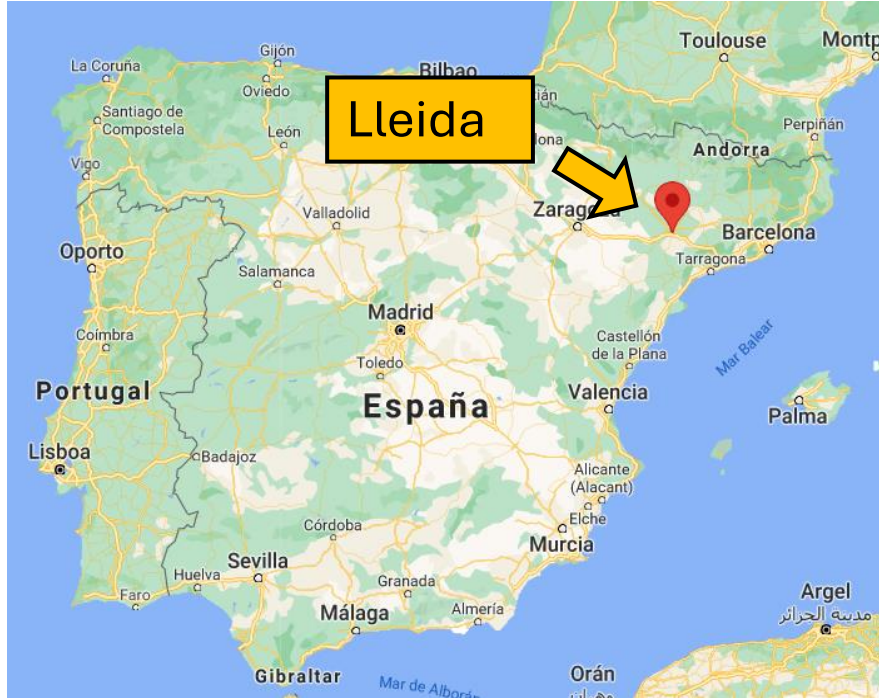 Toulouse
Montp
Gijón
La Coruña
Bilbao
Oviedo
tián
Lleida
Santiago de
Compostela
León
lona
Perpiñán
Andorra
Vigo
Zaragoza
Valladolid
Barcelona
Oporto
Tarragona
Salamanca
Madrid
Coímbra
Castellón
de la Plana
Mar Balear
Toledo
Portugal
España
Valencia
Palma
Lisboa
Badajoz
Alicante
(Alacant)
Elche
Córdoba
Murcia
Sevilla
Huelva
Granada
Faro
Argel
مدينة الجزائر
Málaga
Almería
Gibraltar
Mar de Alborán
Orán